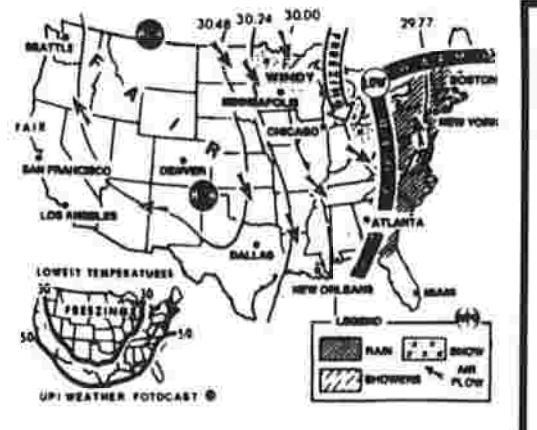 30.48 30.24 30.00 29.77
SEATTLE
FREEZING
WINDY
LOW
BOSTON
MINNEAPOLIS
NEW YORK
CHICAGO
FAIR
FAIR
SAN FRANCISCO
DENVER
LOS ANGELES
ATLANTA
DALLAS
NEW ORLEANS
MIAMI
LOWEST TEMPERATURES
30 30
FREEZING
50 50
LEGEND
RAIN SNOW
SHOWERS AIR FLOW
UPI WEATHER FOTOCAST ®